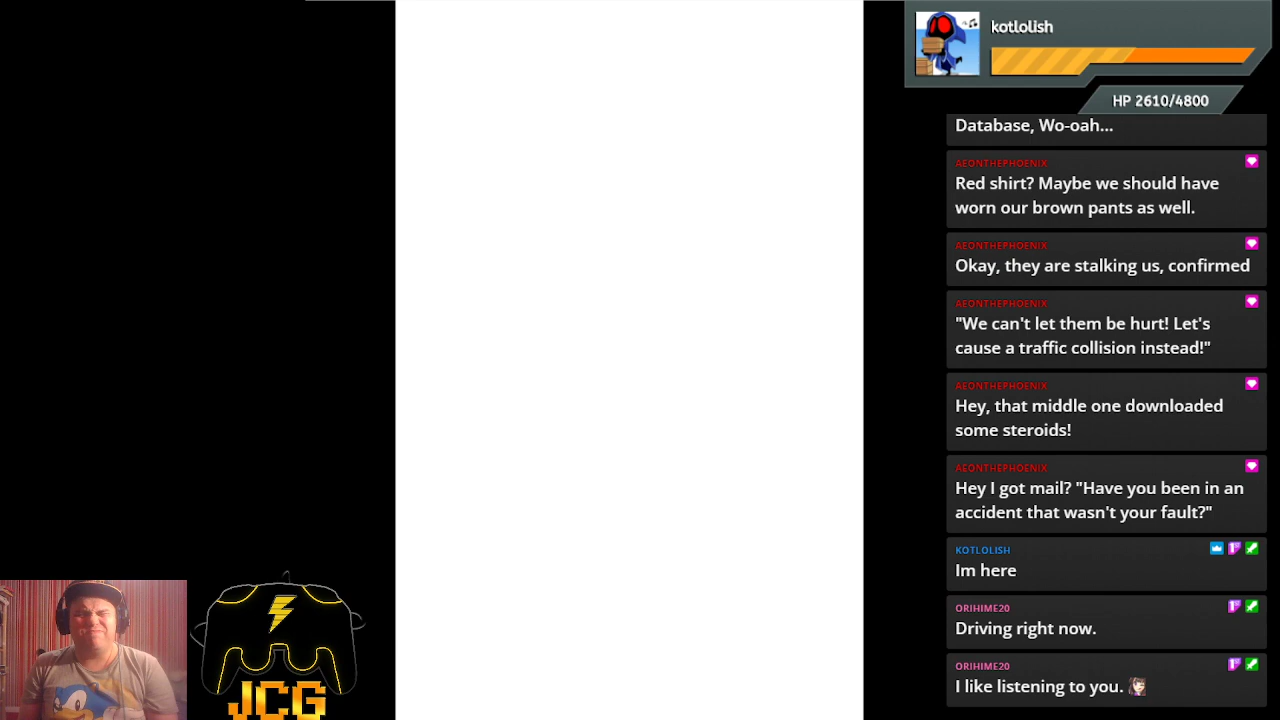 kotlolish
HP 2610/4800
Database, Wo-oah...
AEONTHEPHOENIX
Red shirt? Maybe we should have
worn our brown pants as well.
AEONTHEPHOENIX
Okay, they are stalking us, confirmed
AEONTHEPHOENIX
"We can't let them be hurt! Let's
cause a traffic collision instead!"
AEONTHEPHOENIX
Hey, that middle one downloaded
some steroids!
AEONTHEPHOENIX
Hey I got mail? "Have you been in an
accident that wasn't your fault?"
KOTLOLISH
Im here
ORIHIME20
Driving right now.
ORIHIME20
I like listening to you.
JCG